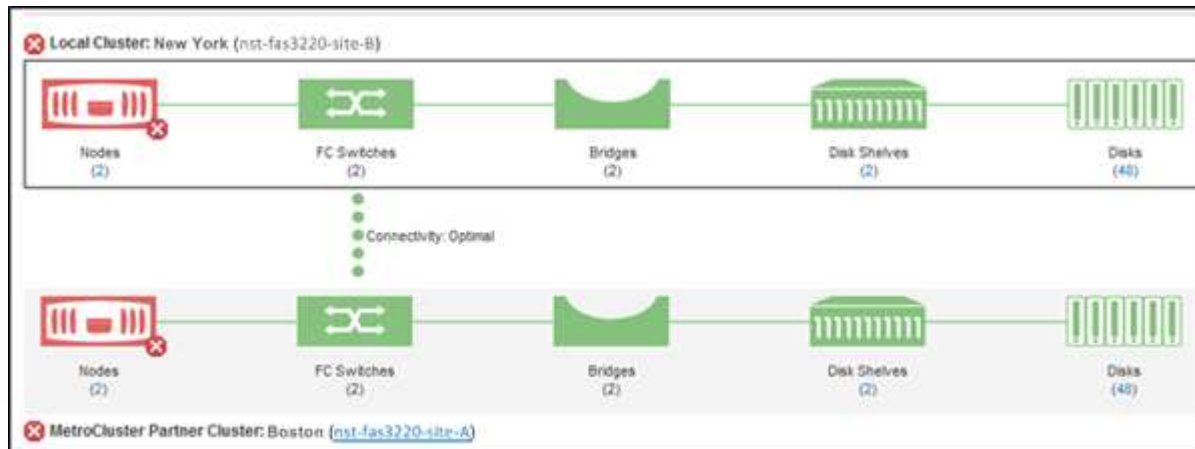 Local Cluster: New York (nst-fas3220-site-B)
Nodes FC Switches Bridges Disk Shelves Disks
(2) (2) (2) (2) (48)
Connectivity: Optimal
Nodes FC Switches Bridges Disk Shelves Disks
(2) (2) (2) (2) (48)
MetroCluster Partner Cluster: Boston (nst-fas3220-site-A)